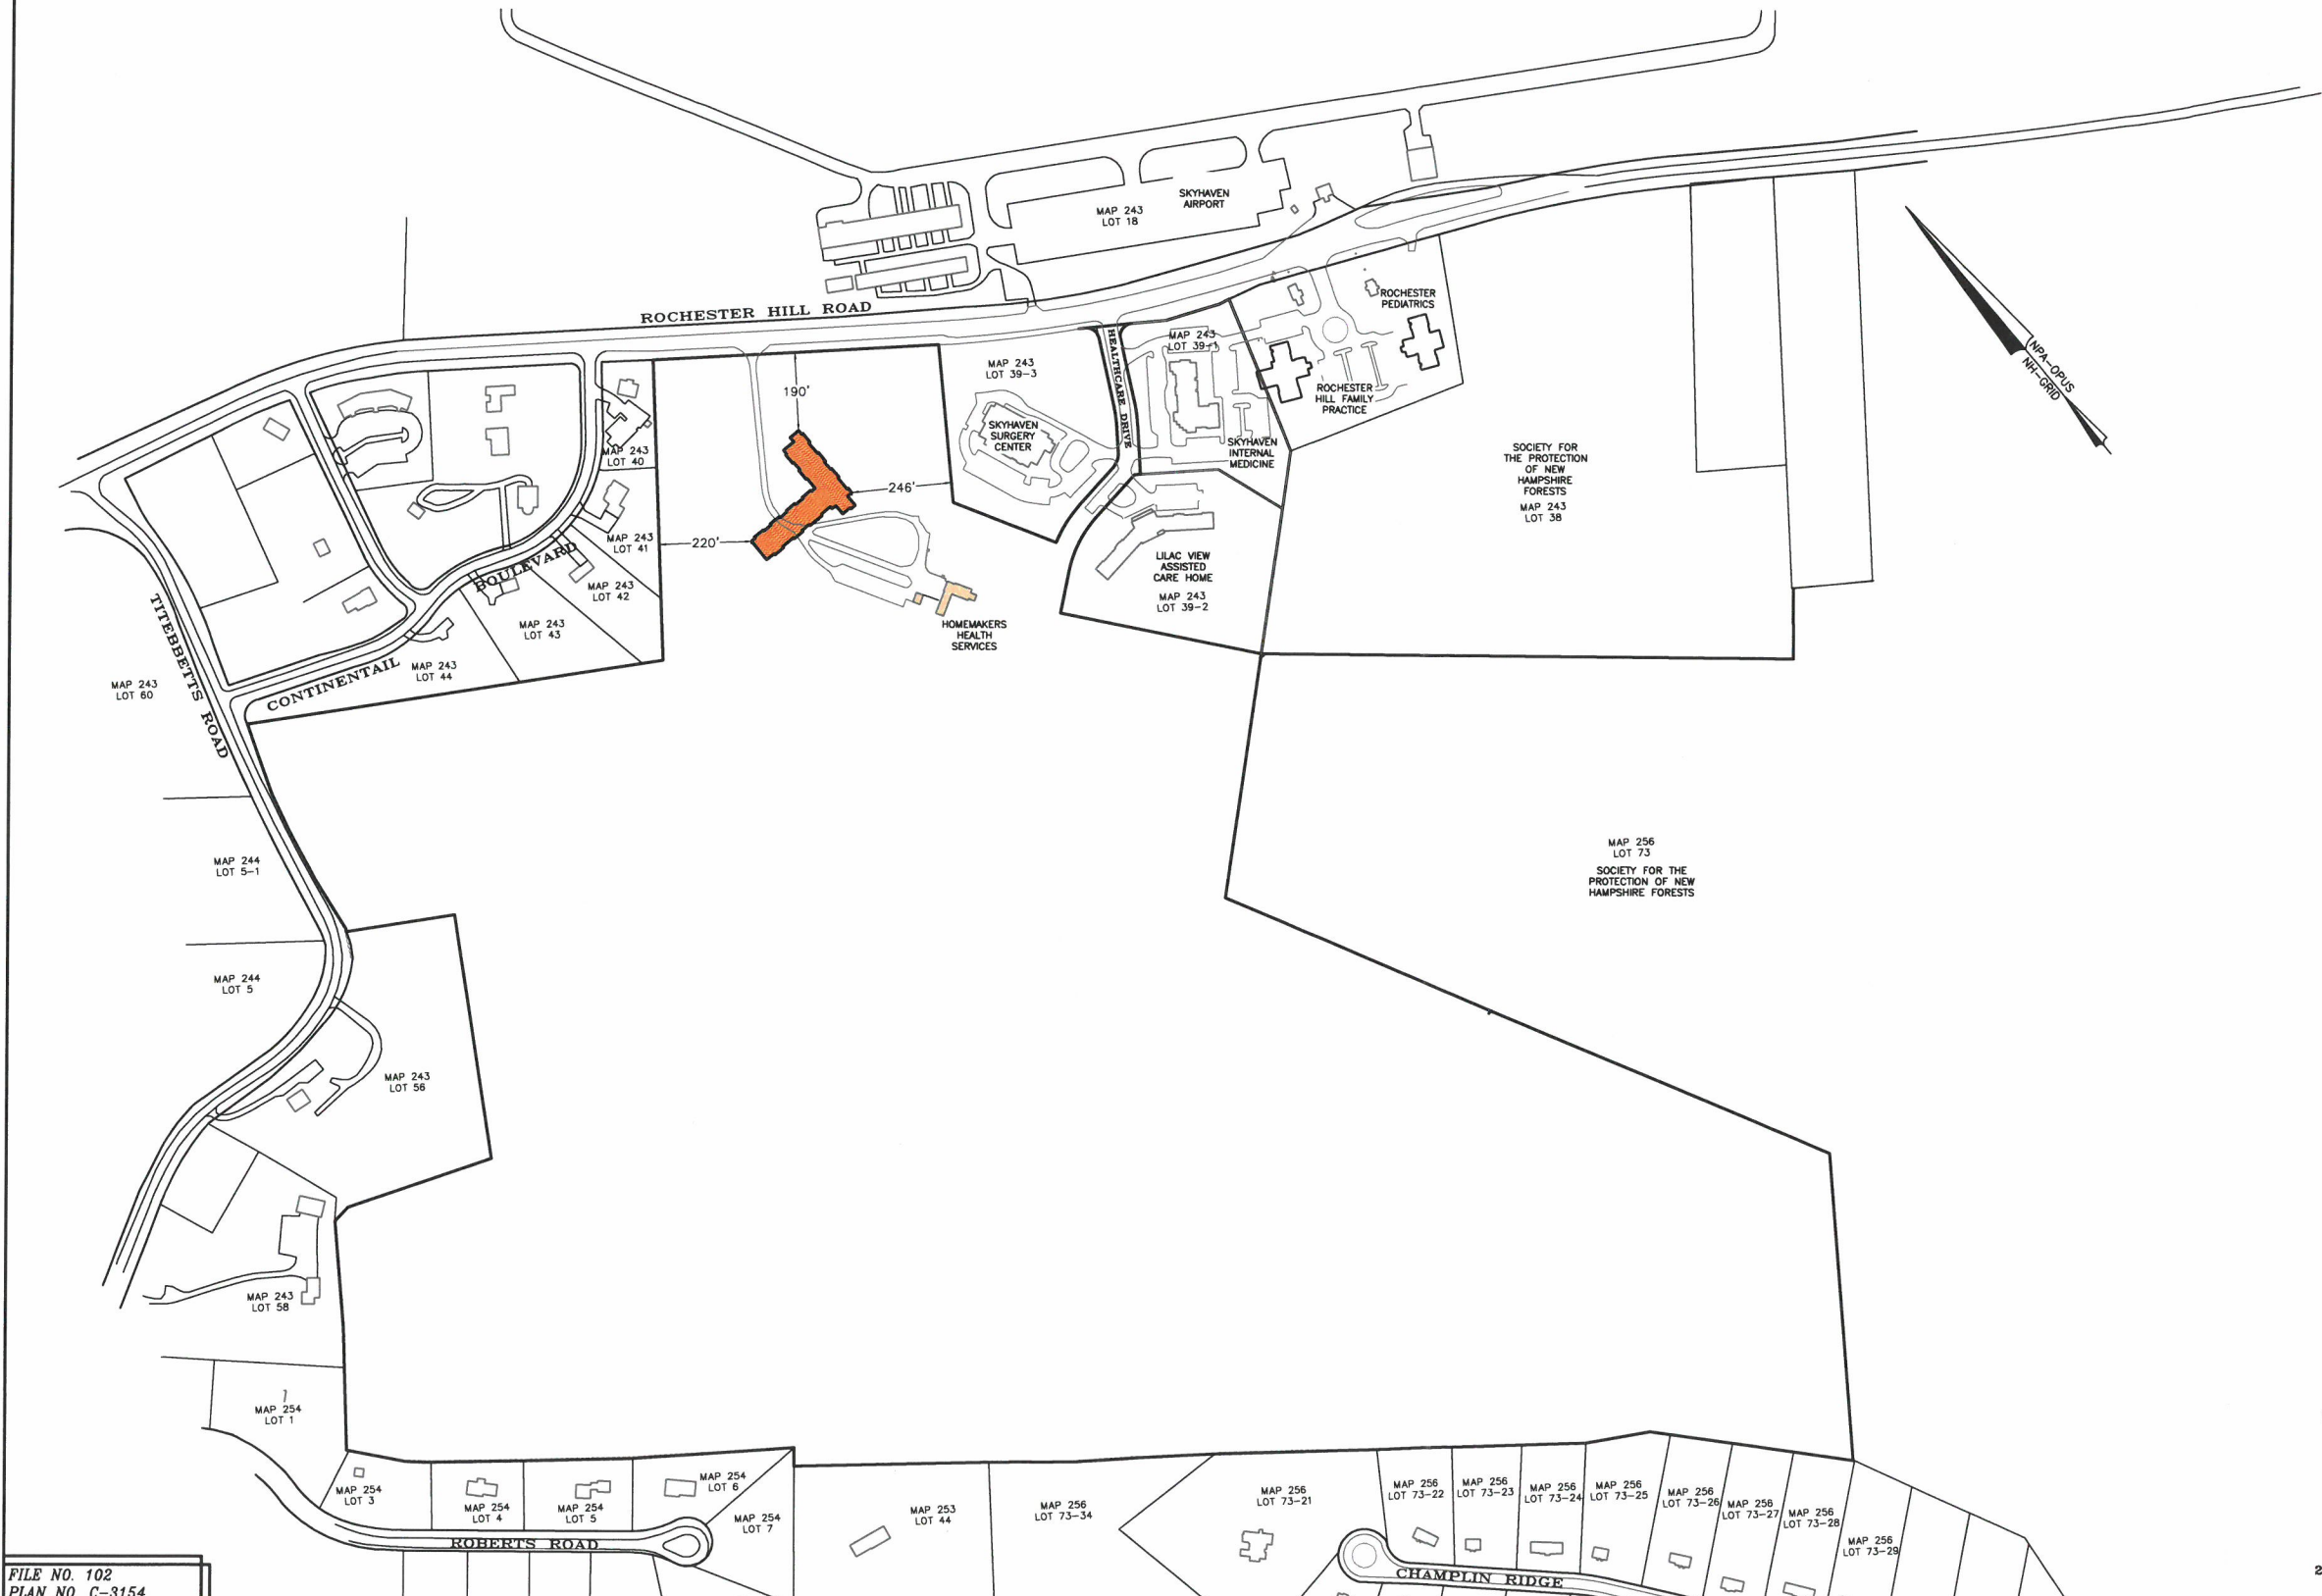 SKYHAVEN
AIRPORT
MAP 243
LOT 18
ROCHESTER HILL ROAD
ROCHESTER
PEDIATRICS
NPA-OPUS
NH-GRID
HEALTHCARE DRIVE
MAP 243
LOT 39-1
MAP 243
LOT 39-3
190'
ROCHESTER
HILL FAMILY
PRACTICE
SKYHAVEN
SURGERY
CENTER
SKYHAVEN
INTERNAL
MEDICINE
MAP 243
LOT 40
SOCIETY FOR
THE PROTECTION
OF NEW
HAMPSHIRE
FORESTS
MAP 243
LOT 38
246'
220'
MAP 243
LOT 41
BOULEVARD
LILAC VIEW
ASSISTED
CARE HOME
MAP 243
LOT 39-2
MAP 243
LOT 42
MAP 243
LOT 43
HOMEMAKERS
HEALTH
SERVICES
TITEBBETTS ROAD
CONTINENTAIL
MAP 243
LOT 44
MAP 243
LOT 60
MAP 244
LOT 5-1
MAP 256
LOT 73
SOCIETY FOR THE
PROTECTION OF NEW
HAMPSHIRE FORESTS
MAP 244
LOT 5
MAP 243
LOT 56
MAP 243
LOT 58
MAP 254
LOT 1
MAP 254
LOT 3
MAP 254
LOT 4
MAP 254
LOT 5
MAP 254
LOT 6
MAP 254
LOT 7
MAP 253
LOT 44
MAP 256
LOT 73-34
MAP 256
LOT 73-21
MAP 256
LOT 73-22
MAP 256
LOT 73-23
MAP 256
LOT 73-24
MAP 256
LOT 73-25
MAP 256
LOT 73-26
MAP 256
LOT 73-27
MAP 256
LOT 73-28
MAP 256
LOT 73-29
ROBERTS ROAD
CHAMPLIN RIDGE
FILE NO. 102
PLAN NO. C-3154
2